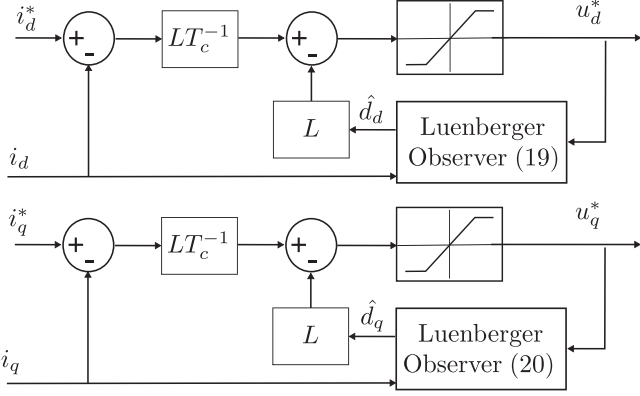 i_d^* + - LT_c^{-1} + - u_d^*
L \hat{d}_d Luenberger
Observer (19)
i_d
i_q^* + - LT_c^{-1} + - u_q^*
L \hat{d}_q Luenberger
Observer (20)
i_q